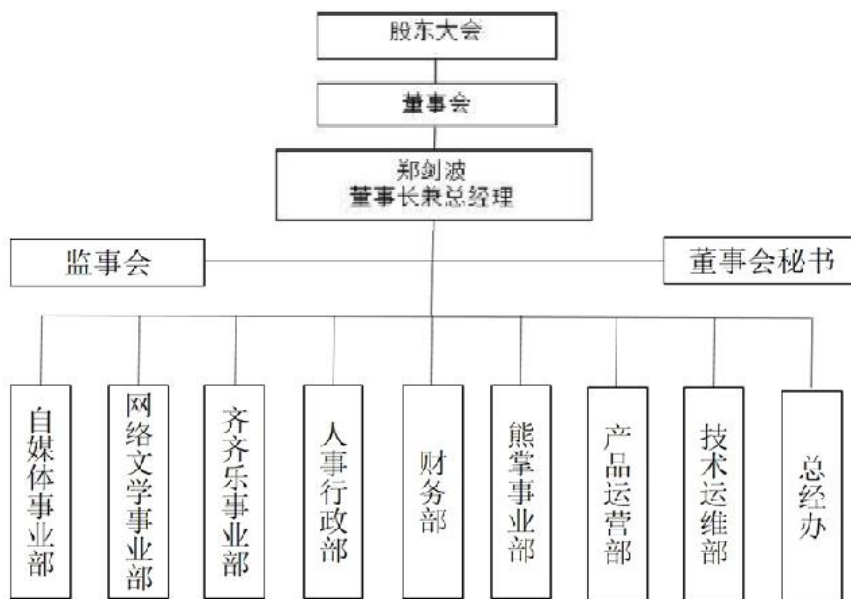 股东大会
董事会
郑剑波
董事长兼总经理
监事会
董事会秘书
自媒体事业部
网络文学事业部
齐齐乐事业部
人事行政部
财务部
熊掌事业部
产品运营部
技术运维部
总经办